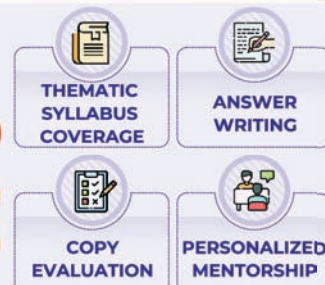 THEMATIC
SYLLABUS
COVERAGE
ANSWER
WRITING
COPY
EVALUATION
PERSONALIZED
MENTORSHIP